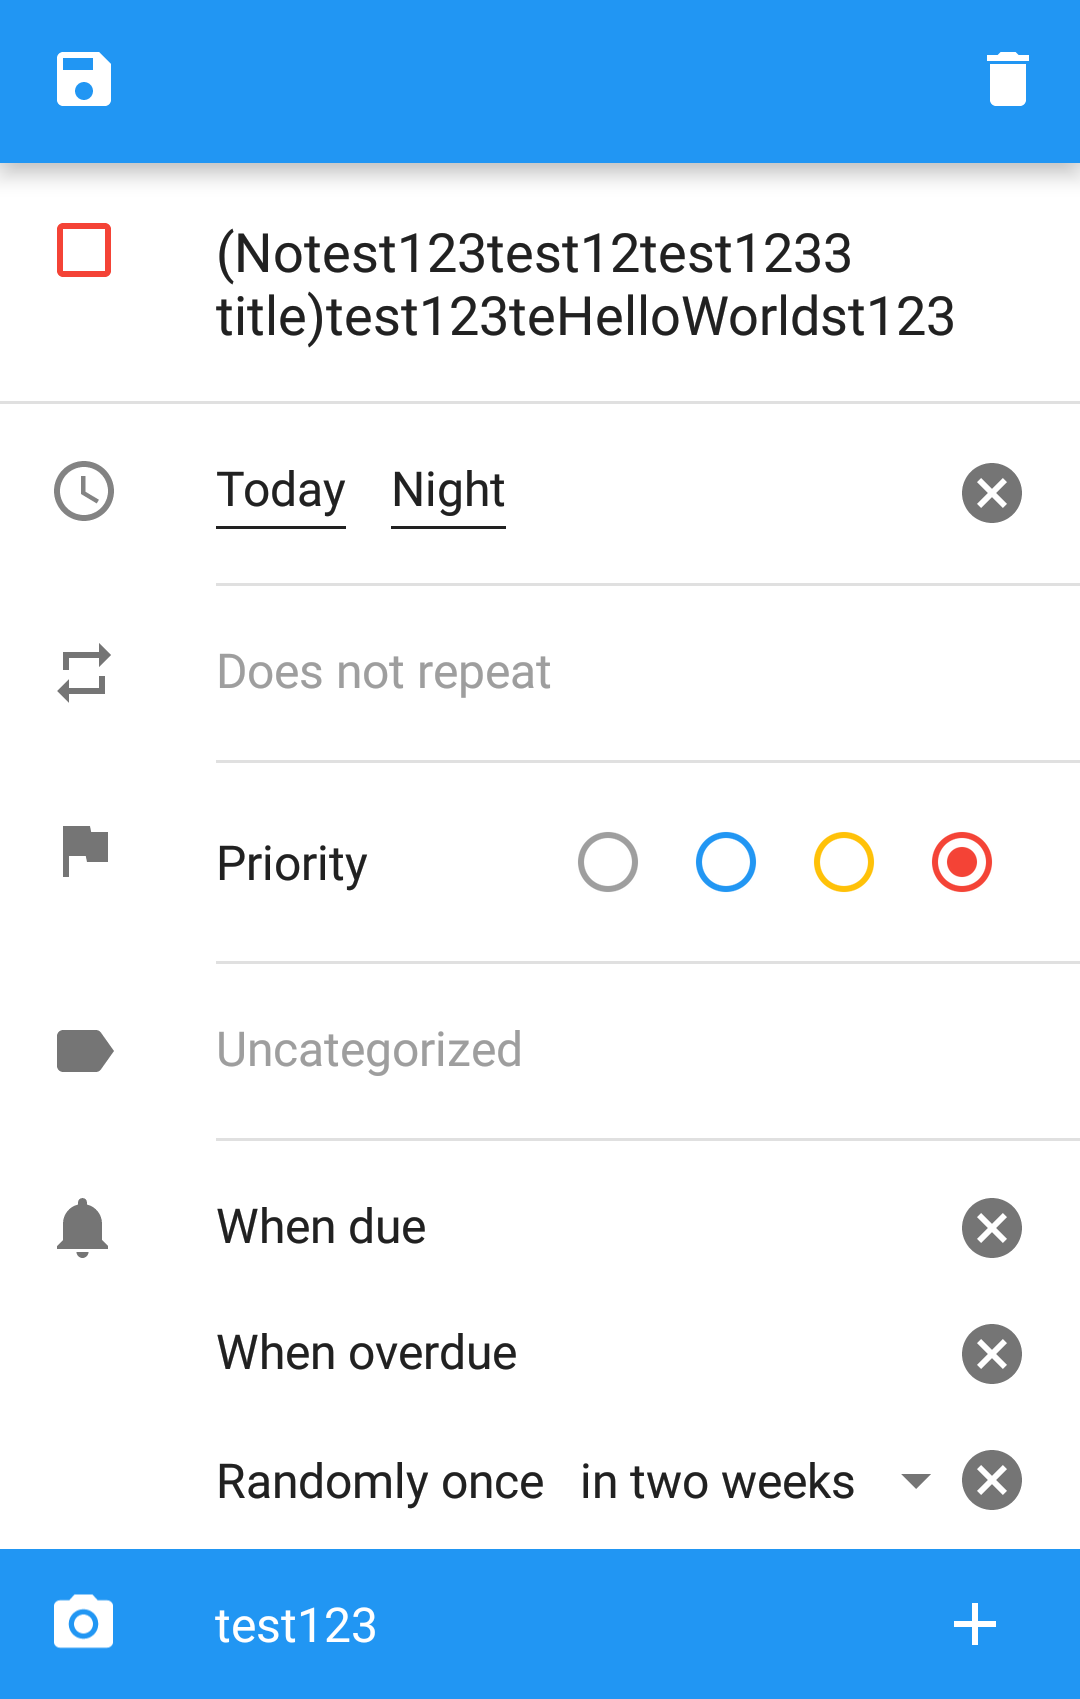 (Notest123test12test1233
title)test123teHelloWorldst123
Today Night
Does not repeat
Priority
Uncategorized
When due
When overdue
Randomly once in two weeks
test123